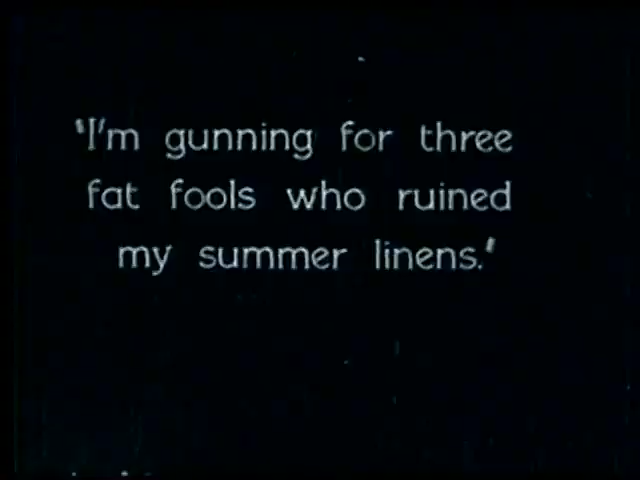 "I'm gunning for three
fat fools who ruined
my summer linens."